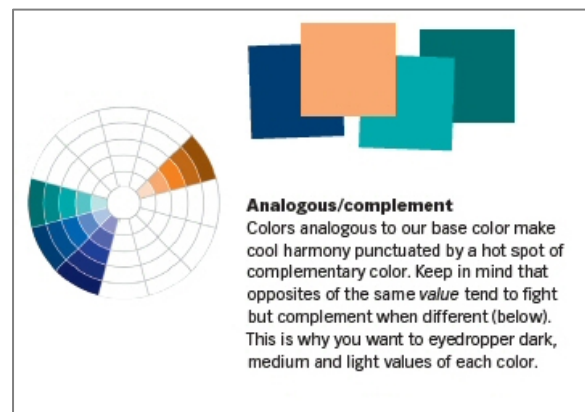 Analogous/complement
Colors analogous to our base color make
cool harmony punctuated by a hot spot of
complementary color. Keep in mind that
opposites of the same value tend to fight
but complement when different (below).
This is why you want to eyedropper dark,
medium and light values of each color.